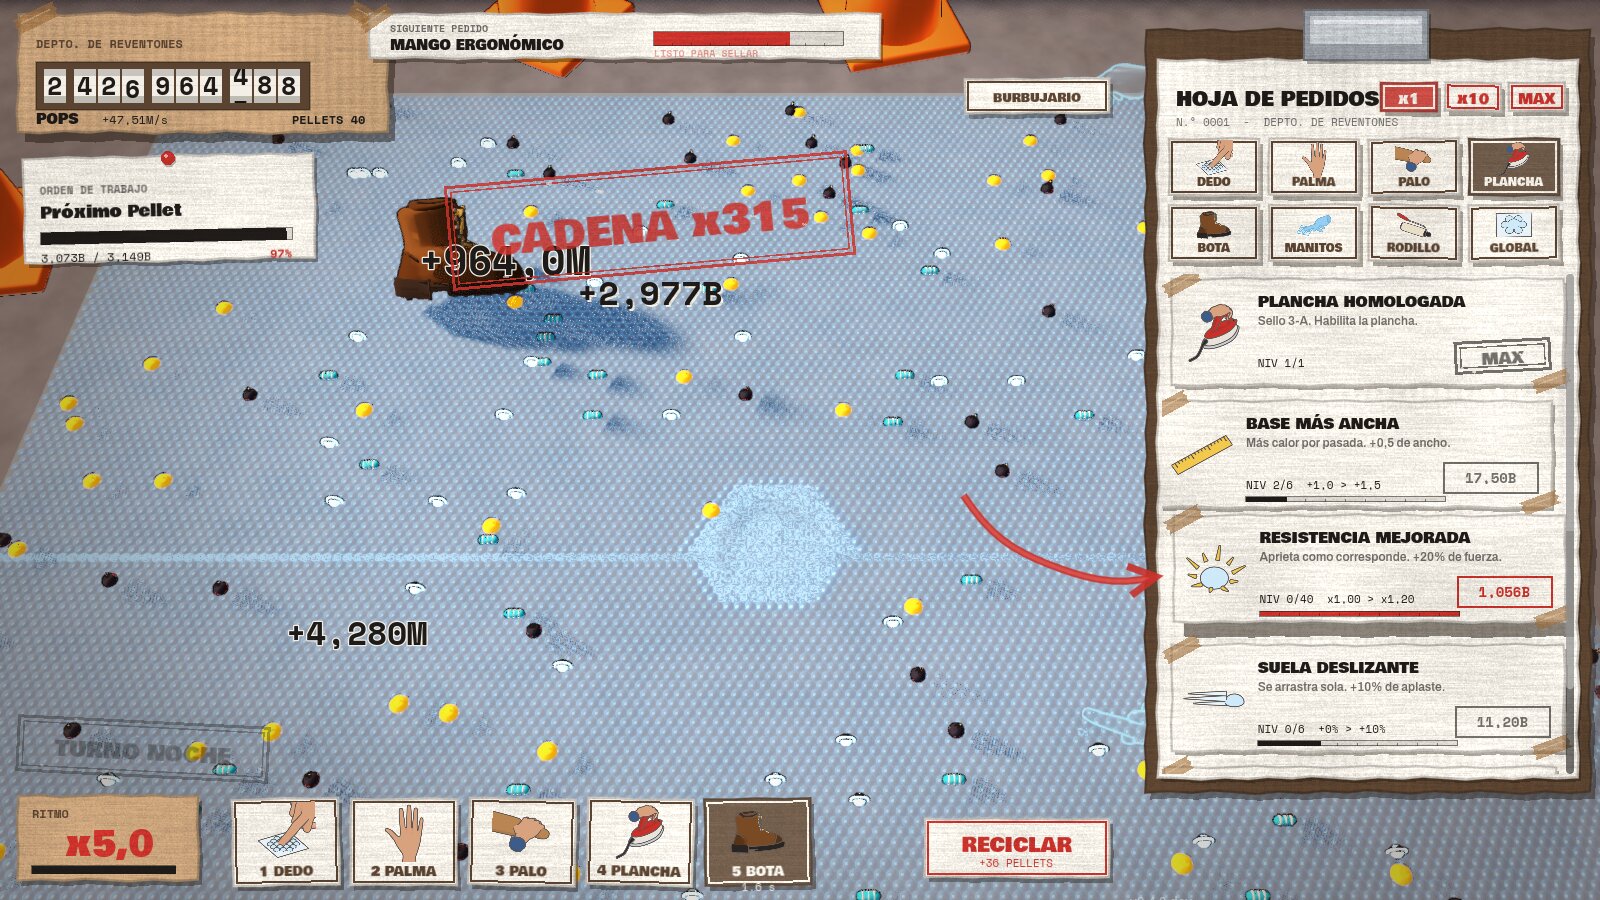 DEPTO. DE REVENTONES
2 426 964 488
POPS +47,51M/s PELLETS 40
SIGUIENTE PEDIDO
MANGO ERGONÓMICO
LISTO PARA SELLAR
ORDEN DE TRABAJO
Próximo Pellet
3,073B / 3,149B 97%
BURBUJARIO
CADENA x315
+964,0M
+2,977B
+4,280M
TURNO NOCHE
RITMO
x5,0
1 DEDO
2 PALMA
3 PALO
4 PLANCHA
5 BOTA
1.6 s
RECICLAR
+36 PELLETS
HOJA DE PEDIDOS x1 x10 MAX
N.° 0001 - DEPTO. DE REVENTONES
DEDO PALMA PALO PLANCHA
BOTA MANITOS RODILLO GLOBAL
PLANCHA HOMOLOGADA
Sello 3-A. Habilita la plancha.
NIV 1/1 MAX
BASE MÁS ANCHA
Más calor por pasada. +0,5 de ancho.
NIV 2/6 +1,0 > +1,5 17,50B
RESISTENCIA MEJORADA
Aprieta como corresponde. +20% de fuerza.
NIV 0/40 x1,00 > x1,20 1,056B
SUELA DESLIZANTE
Se arrastra sola. +10% de aplaste.
NIV 0/6 +0% > +10% 11,20B